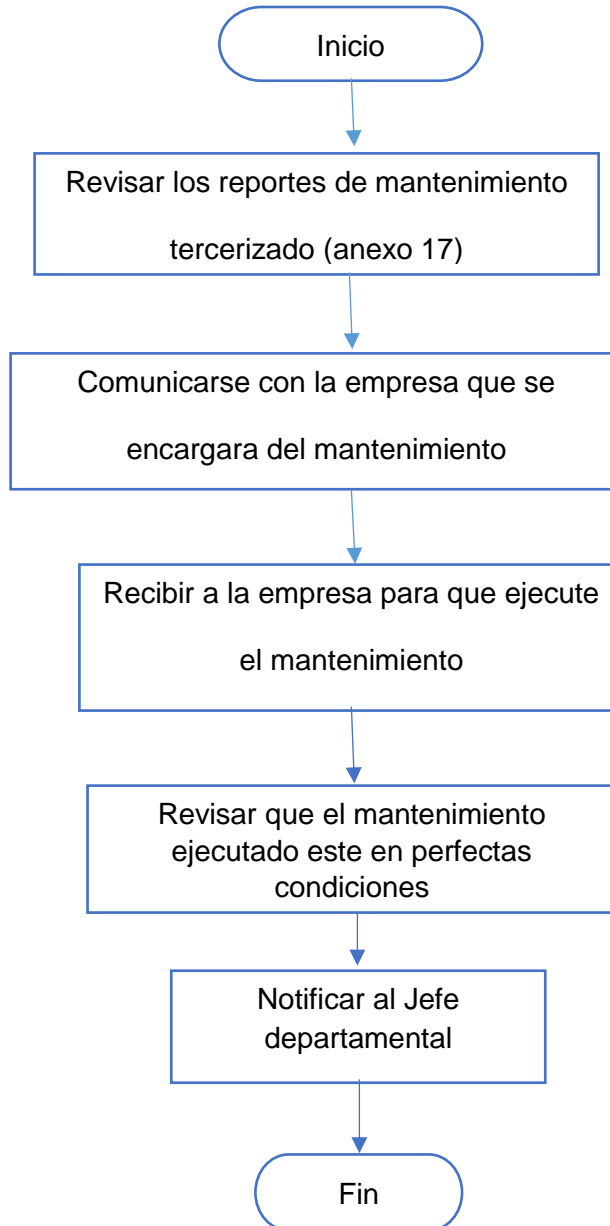 Inicio
Revisar los reportes de mantenimiento
tercerizado (anexo 17)
Comunicarse con la empresa que se
encargara del mantenimiento
Recibir a la empresa para que ejecute
el mantenimiento
Revisar que el mantenimiento
ejecutado este en perfectas
condiciones
Notificar al Jefe
departamental
Fin